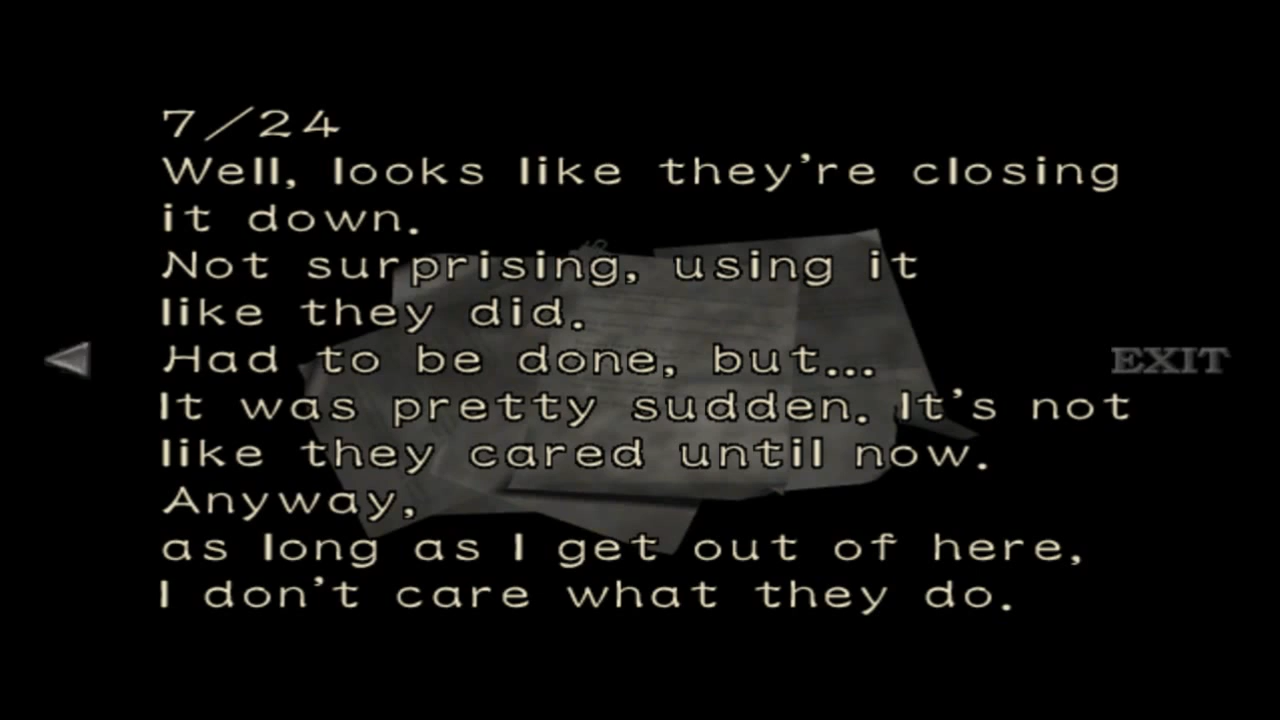 7/24
Well, looks like they're closing
it down.
Not surprising, using it
like they did.
Had to be done, but...
It was pretty sudden. It's not
like they cared until now.
Anyway,
as long as I get out of here,
I don't care what they do.
EXIT